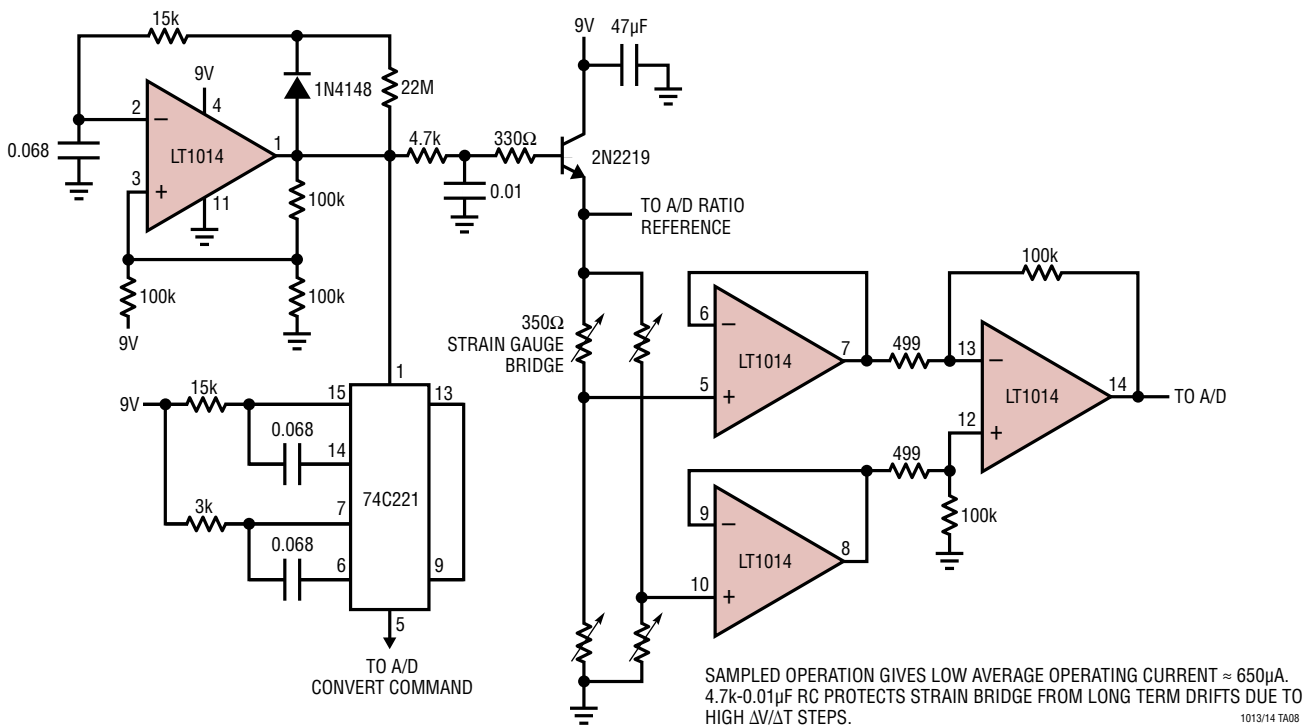 15k
9V
1N4148
22M
2
4
−
LT1014
1
0.068
3
+
11
100k
100k
9V
100k
4.7k
330Ω
0.01
9V
47µF
2N2219
TO A/D RATIO
REFERENCE
350Ω
STRAIN GAUGE
BRIDGE
9V
15k
0.068
3k
0.068
1
15
13
14
74C221
7
6
9
5
TO A/D
CONVERT COMMAND
6
−
LT1014
7
5
+
499
9
−
LT1014
8
10
+
499
100k
13
−
LT1014
14
12
+
100k
TO A/D
SAMPLED OPERATION GIVES LOW AVERAGE OPERATING CURRENT ≈ 650µA.
4.7k-0.01µF RC PROTECTS STRAIN BRIDGE FROM LONG TERM DRIFTS DUE TO
HIGH ΔV/ΔT STEPS.
1013/14 TA08